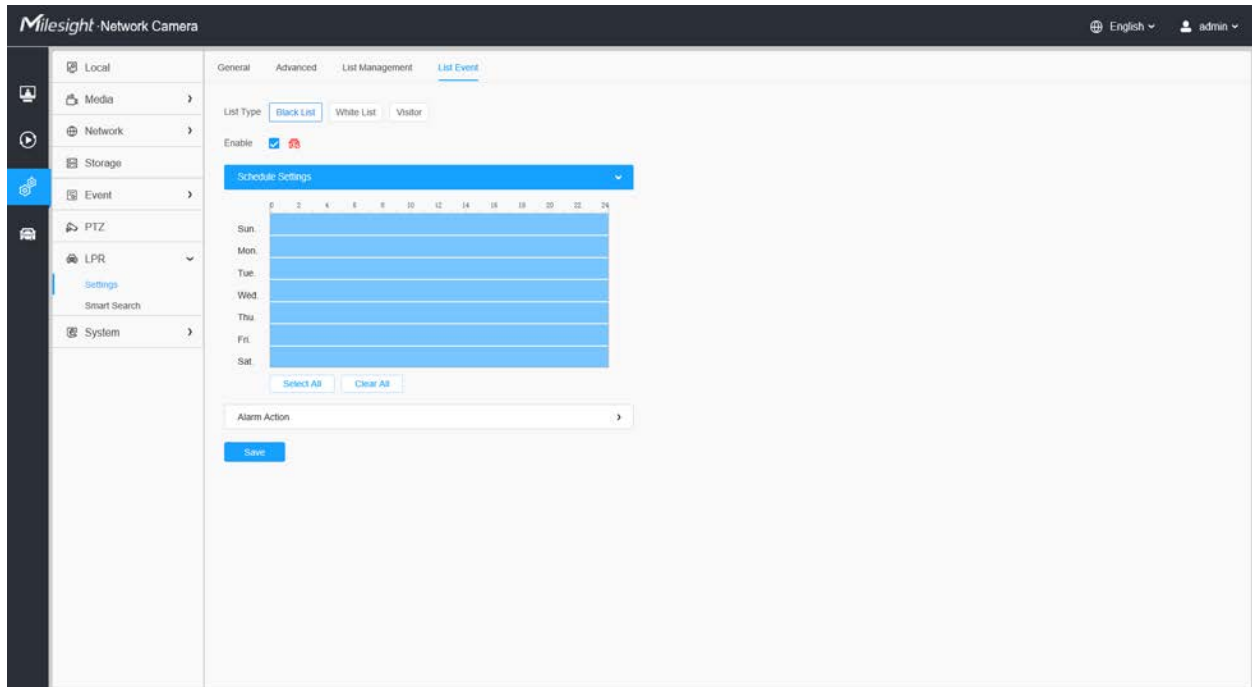 Milesight Network Camera
English
admin
Local
Media
Network
Storage
Event
PTZ
LPR
Settings
Smart Search
System
General Advanced List Management List Event
List Type Black List White List Visitor
Enable
Schedule Settings
0 2 4 6 8 10 12 14 16 18 20 22 24
Sun.
Mon.
Tue.
Wed.
Thu.
Fri.
Sat.
Select All Clear All
Alarm Action
Save